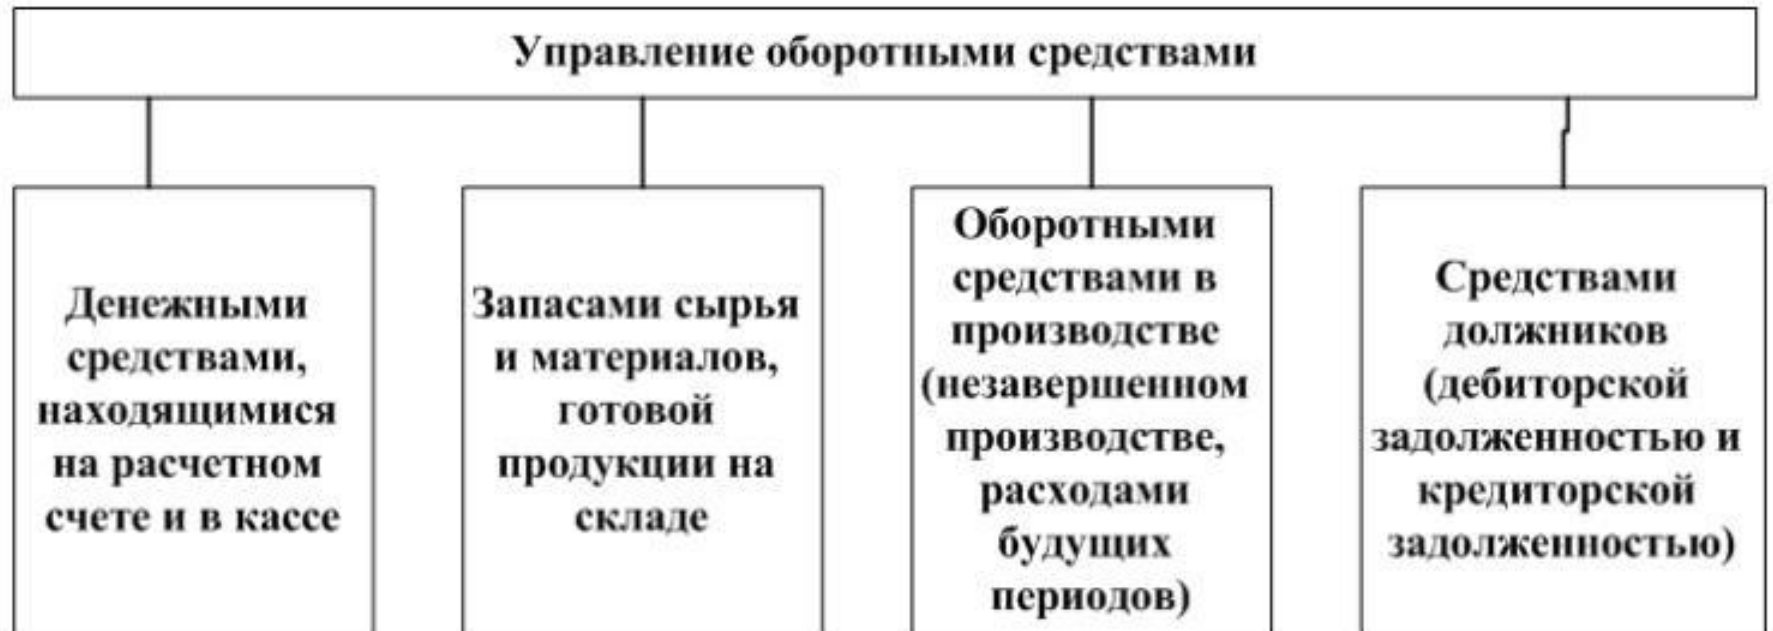 Управление оборотными средствами
Денежными
средствами,
находящимися
на расчетном
счете и в кассе
Запасами сырья
и материалов,
готовой
продукции на
складе
Оборотными
средствами в
производстве
(незавершенном
производстве,
расходами
будущих
периодов)
Средствами
должников
(дебиторской
задолженностью и
кредиторской
задолженностью)